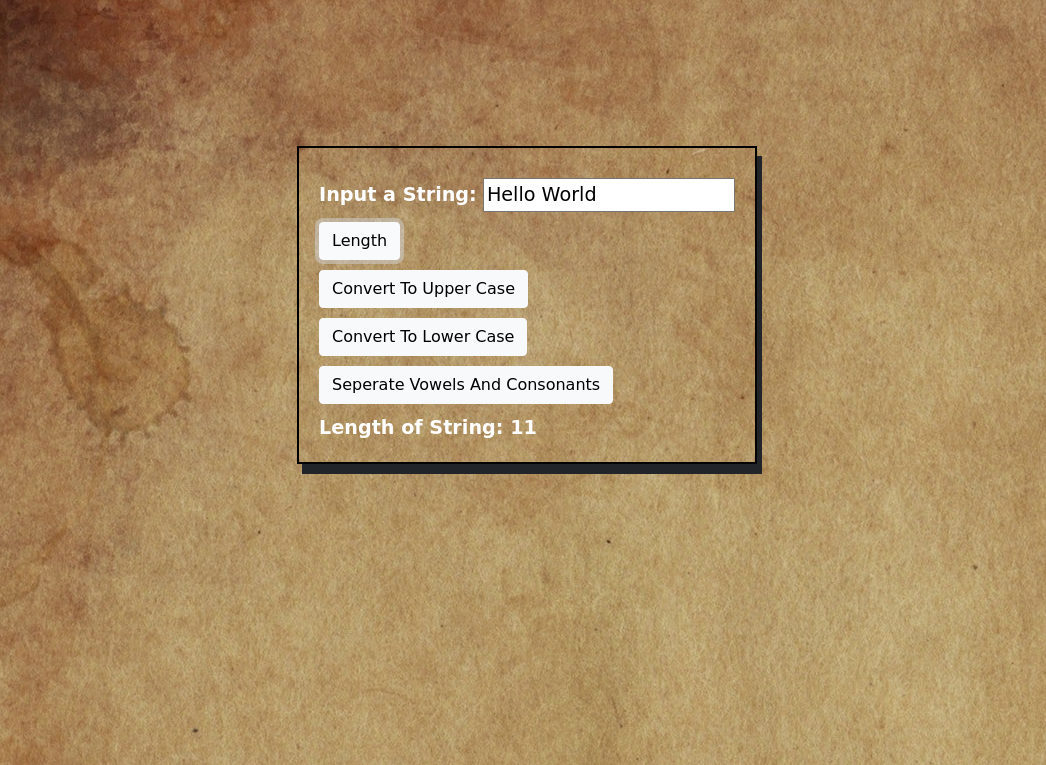 Input a String: Hello World
Length
Convert To Upper Case
Convert To Lower Case
Seperate Vowels And Consonants
Length of String: 11